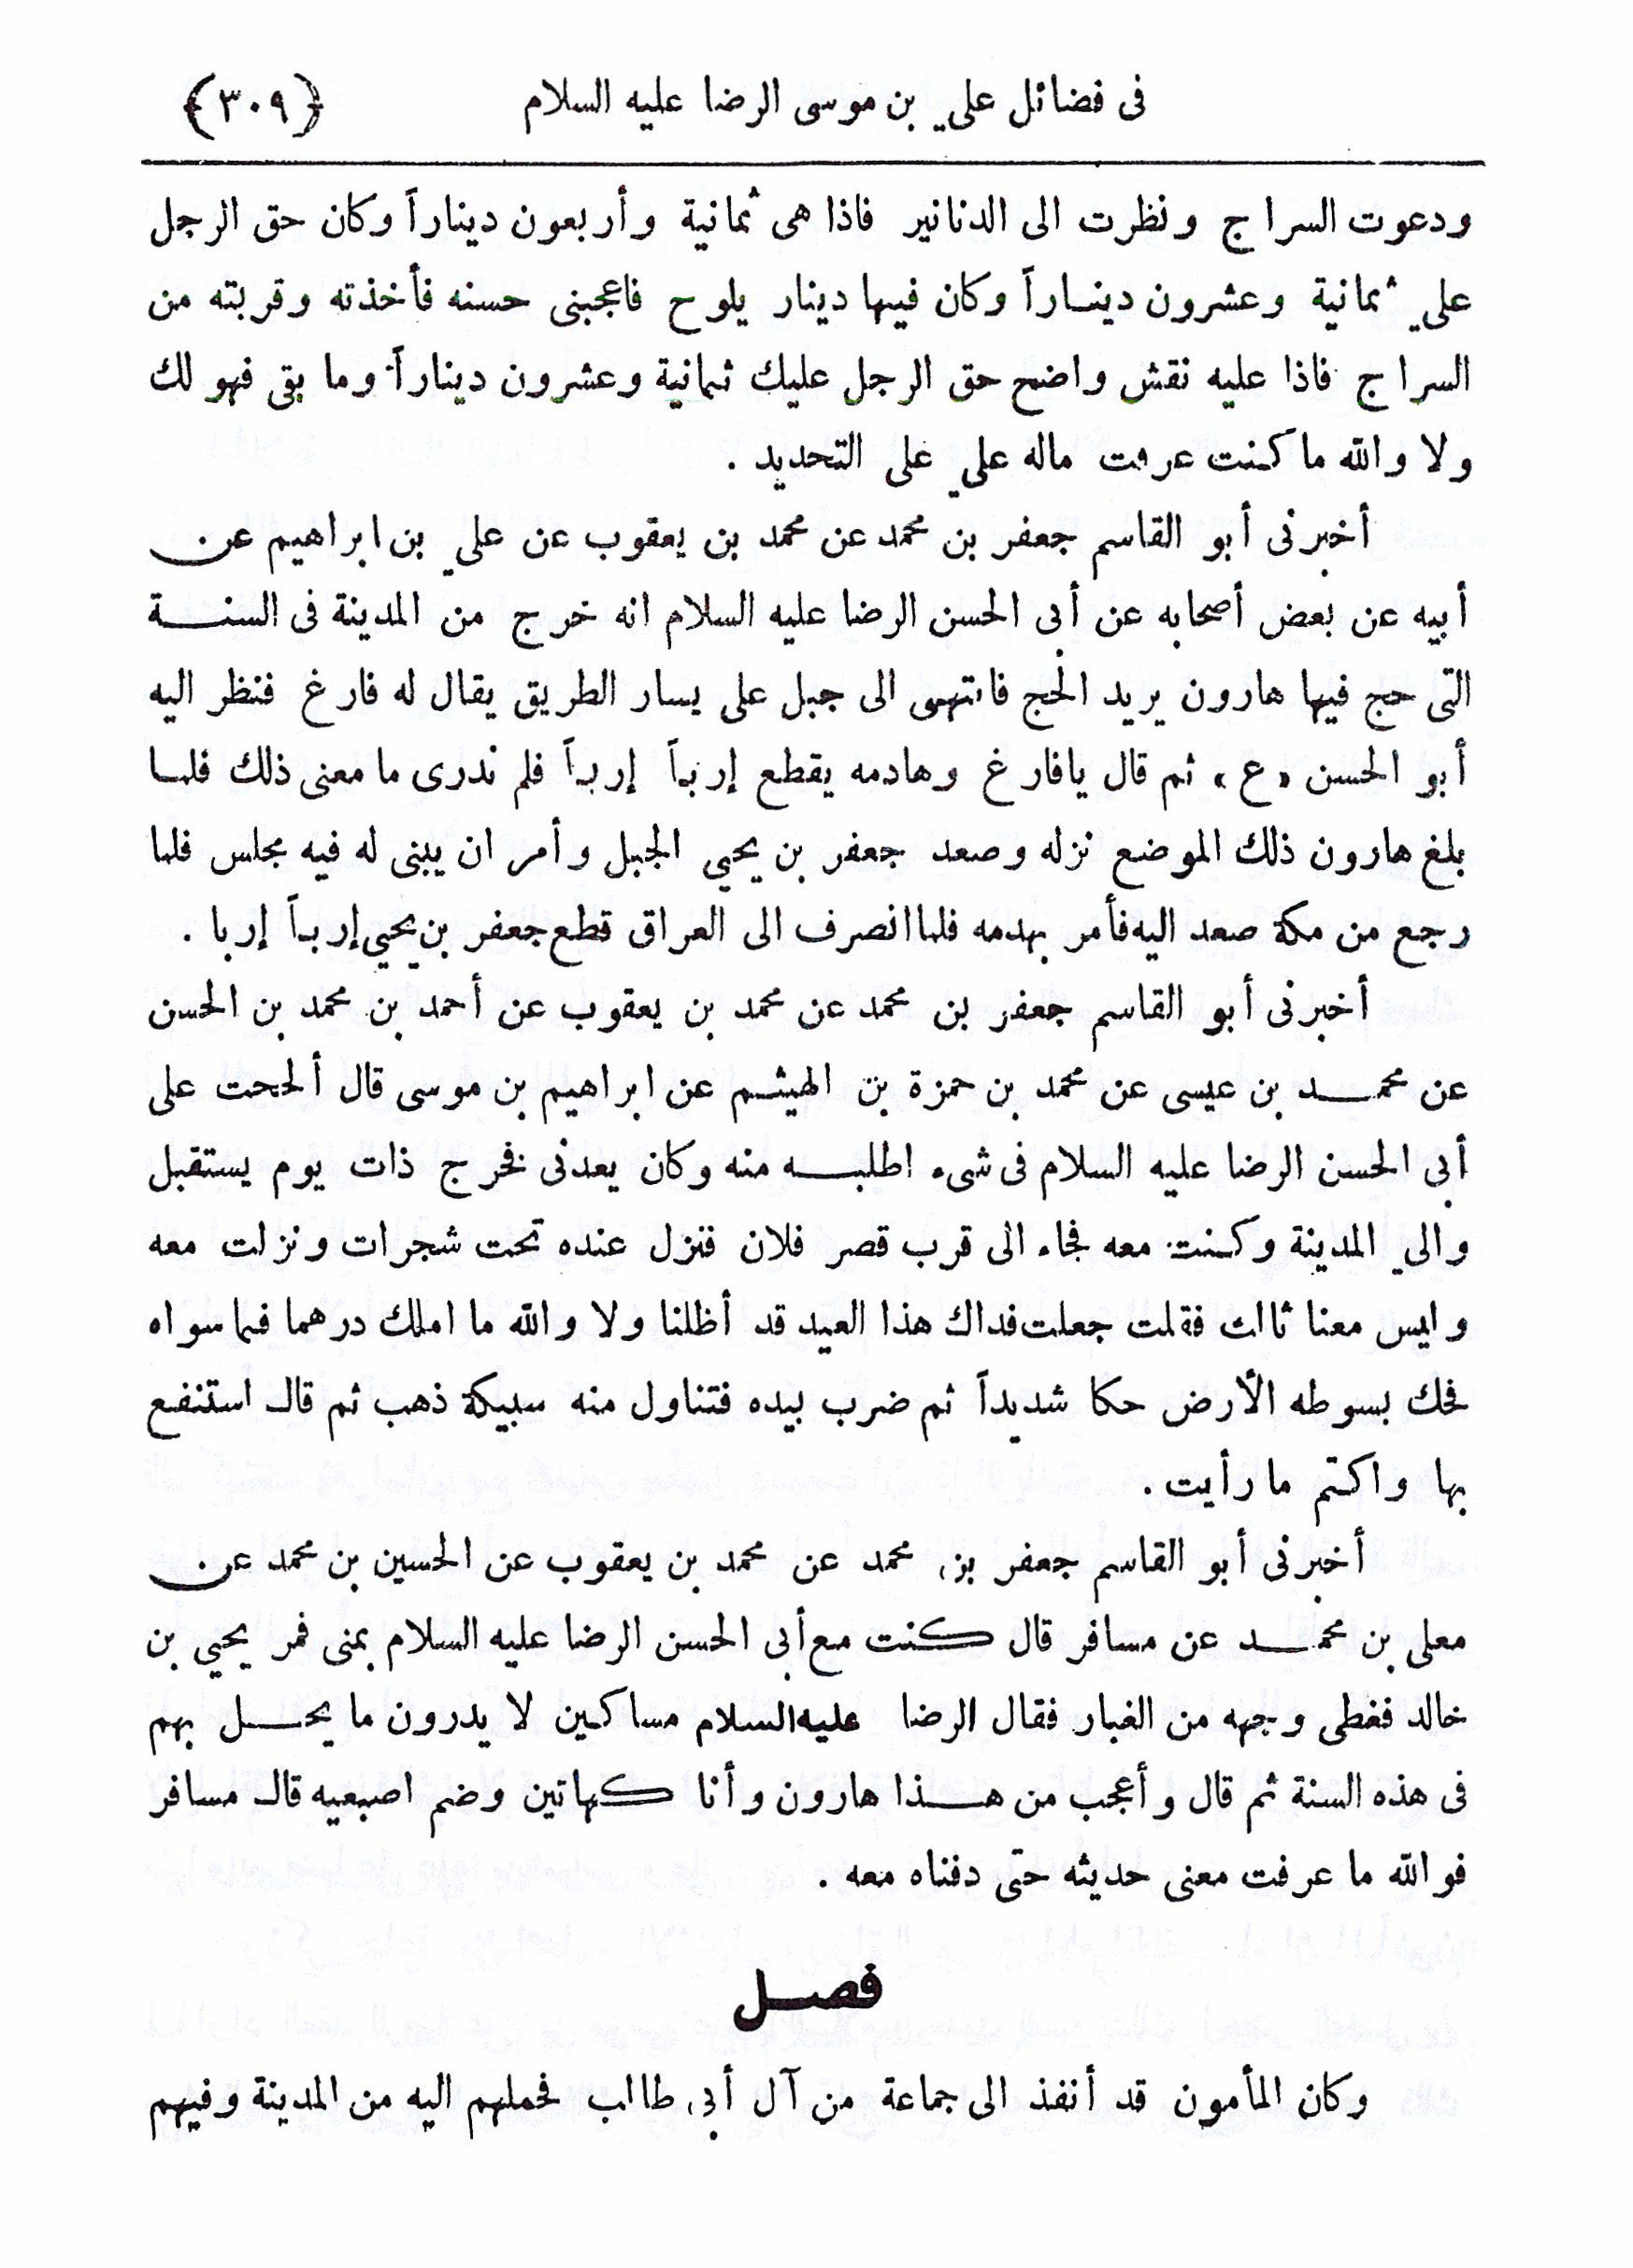 فى فضائل علي بن موسى الرضا عليه السلام ﴿٣٠٩﴾
ودعوت السراج ونظرت الى الدنانير فاذا هى ثمانية وأربعون ديناراً وكان حق الرجل
علي ثمانية وعشرون دينــاراً وكان فيها دينار يلوح فاعجبنى حسنه فأخذته وقربته من
السراج فاذا عليه نقش واضح حق الرجل عليك ثمانية وعشرون ديناراً وما بقى فهو لك
ولا والله ما كنت عرفت ماله علي على التحديد .
أخبرنى أبو القاسم جعفر بن محمد عن محمد بن يعقوب عن علي بن ابراهيم عن
أبيه عن بعض أصحابه عن أبى الحسن الرضا عليه السلام انه خرج من المدينة فى السنــة
التى حج فيها هارون يريد الحج فانتهى الى جبل على يسار الطريق يقال له فارغ فنظر اليه
أبو الحسن «ع» ثم قال يافارغ وهادمه يقطع إرباً إرباً فلم ندرى ما معنى ذلك فلما
بلغ هارون ذلك الموضع نزله وصعد جعفر بن يحيي الجبل وأمر ان يبنى له فيه مجلس فلما
رجع من مكة صعد اليه فأمر بهدمه فلما انصرف الى العراق قطع جعفر بن يحيي إرباً إربا .
أخبرنى أبو القاسم جعفر بن محمد عن محمد بن يعقوب عن أحمد بن محمد بن الحسن
عن محمــد بن عيسى عن محمد بن حمزة بن الهيثــم عن ابراهيم بن موسى قال ألححت على
أبى الحسن الرضا عليه السلام فى شىء اطلبــه منه وكان يعدنى فخرج ذات يوم يستقبل
والي المدينة وكنت معه فجاء الى قرب قصر فلان فنزل عنده تحت شجرات ونزلت معه
وليس معنا ثالث فقلت جعلت فداك هذا العيد قد أظلنا ولا والله ما املك درهما فما سواه
فحك بسوطه الأرض حكا شديداً ثم ضرب بيده فتناول منه سبيكة ذهب ثم قال استنفع
بها واكتم ما رأيت .
أخبرنى أبو القاسم جعفر بن محمد عن محمد بن يعقوب عن الحسين بن محمد عن
معلى بن محمــد عن مسافر قال كنت مع أبى الحسن الرضا عليه السلام بمنى فمر يحيي بن
خالد فغطى وجهه من الغبار فقال الرضا عليه السلام مساكين لا يدرون ما يحــل بهم
فى هذه السنة ثم قال وأعجب من هــذا هارون وأنا كهاتين وضم اصبعيه قال مسافر
فوالله ما عرفت معنى حديثه حتى دفناه معه .
فصــل
وكان المأمون قد أنفذ الى جماعة من آل أبى طالب فحملهم اليه من المدينة وفيهم